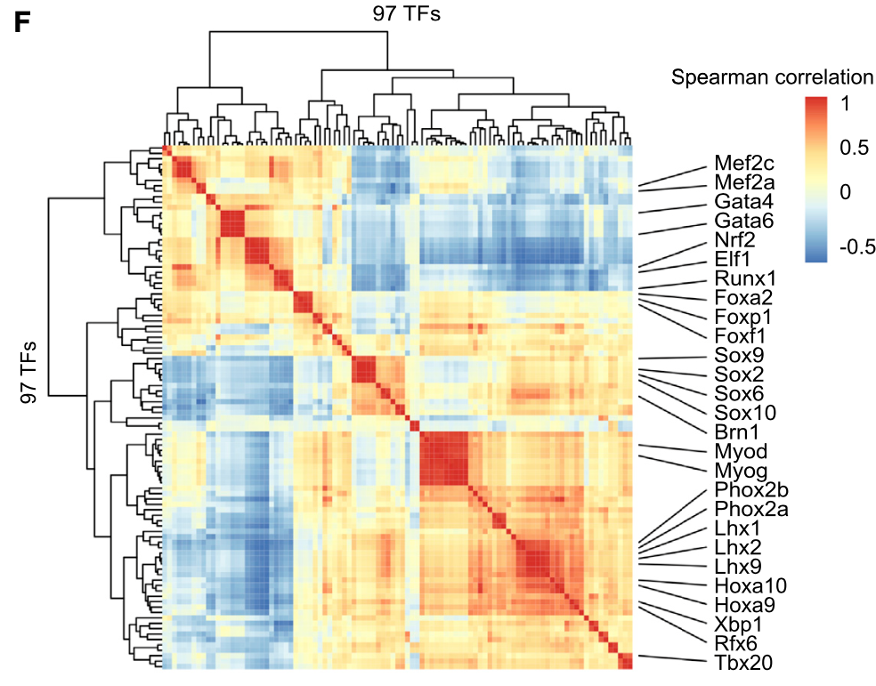 F
97 TFs
Spearman correlation
1
0.5
0
-0.5
97 TFs
Mef2c
Mef2a
Gata4
Gata6
Nrf2
Elf1
Runx1
Foxa2
Foxp1
Foxf1
Sox9
Sox2
Sox6
Sox10
Brn1
Myod
Myog
Phox2b
Phox2a
Lhx1
Lhx2
Lhx9
Hoxa10
Hoxa9
Xbp1
Rfx6
Tbx20